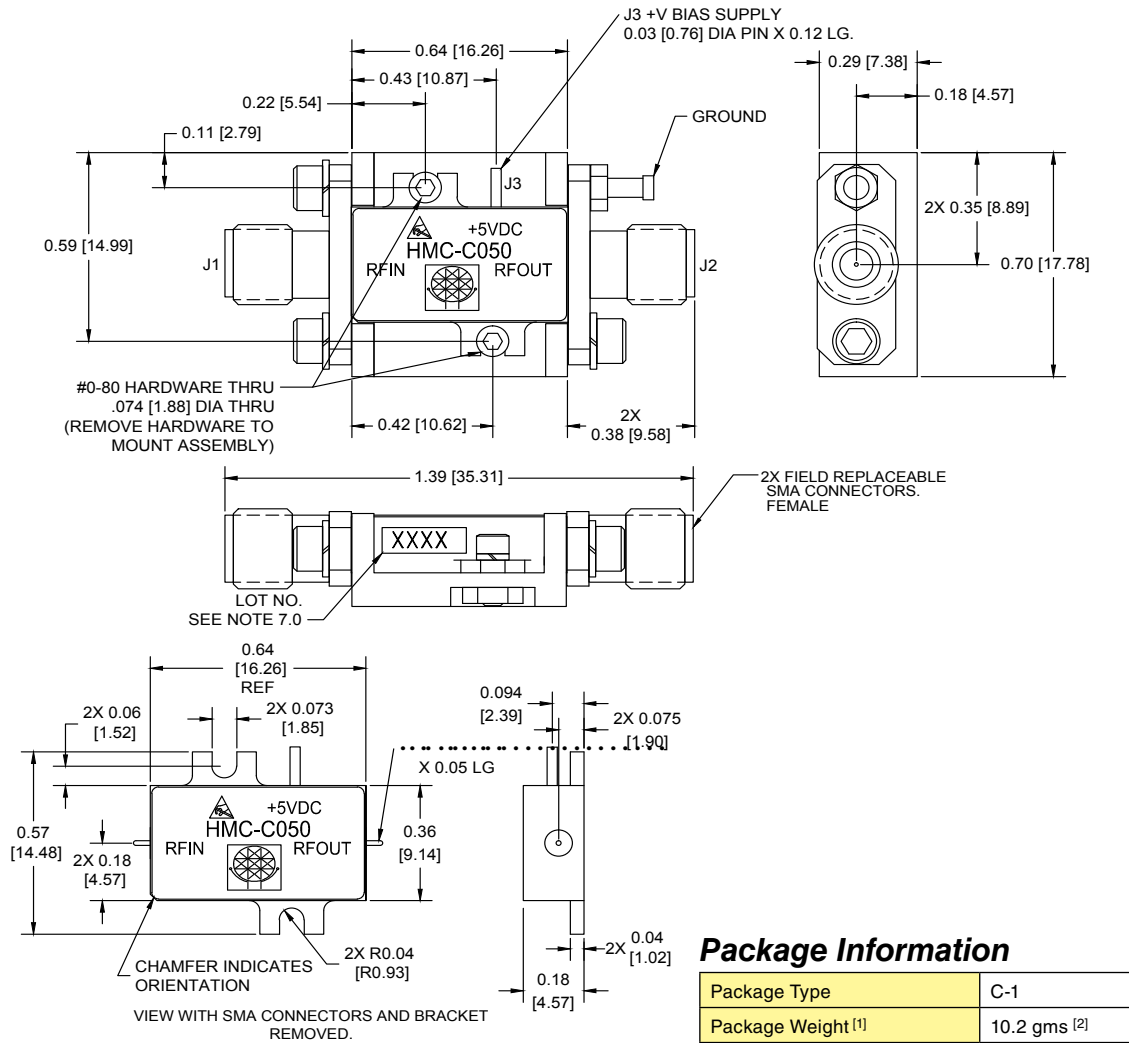 J3 +V BIAS SUPPLY
0.03 [0.76] DIA PIN X 0.12 LG.
0.64 [16.26]
0.43 [10.87]
0.22 [5.54]
0.11 [2.79]
GROUND
0.29 [7.38]
0.18 [4.57]
J3
0.59 [14.99]
+5VDC
HMC-C050
RFIN
RFOUT
J1
J2
2X 0.35 [8.89]
0.70 [17.78]
#0-80 HARDWARE THRU
.074 [1.88] DIA THRU
(REMOVE HARDWARE TO
MOUNT ASSEMBLY)
0.42 [10.62]
2X
0.38 [9.58]
1.39 [35.31]
2X FIELD REPLACEABLE
SMA CONNECTORS.
FEMALE
XXXX
LOT NO.
SEE NOTE 7.0
0.64
[16.26]
REF
2X 0.06
[1.52]
2X 0.073
[1.85]
0.094
[2.39]
2X 0.075
[1.90]
X 0.05 LG
+5VDC
HMC-C050
RFIN
RFOUT
0.57
[14.48]
2X 0.18
[4.57]
0.36
[9.14]
CHAMFER INDICATES
ORIENTATION
2X R0.04
[R0.93]
2X 0.04
[1.02]
0.18
[4.57]
VIEW WITH SMA CONNECTORS AND BRACKET
REMOVED.
Package Information
Package Type C-1
Package Weight [1] 10.2 gms [2]